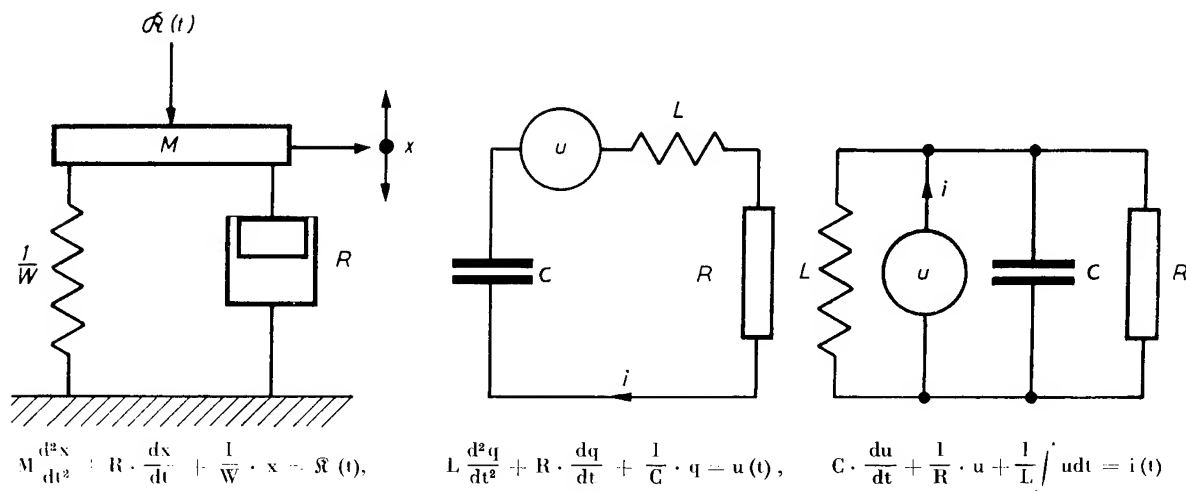 𝔎(t)
M
x
1/W
R
u
L
C
R
i
L
i
u
C
R
M d²x/dt² + R · dx/dt + 1/W · x = 𝔎(t),
L d²q/dt² + R · dq/dt + 1/C · q = u(t),
C · du/dt + 1/R · u + 1/L ∫ udt = i(t)